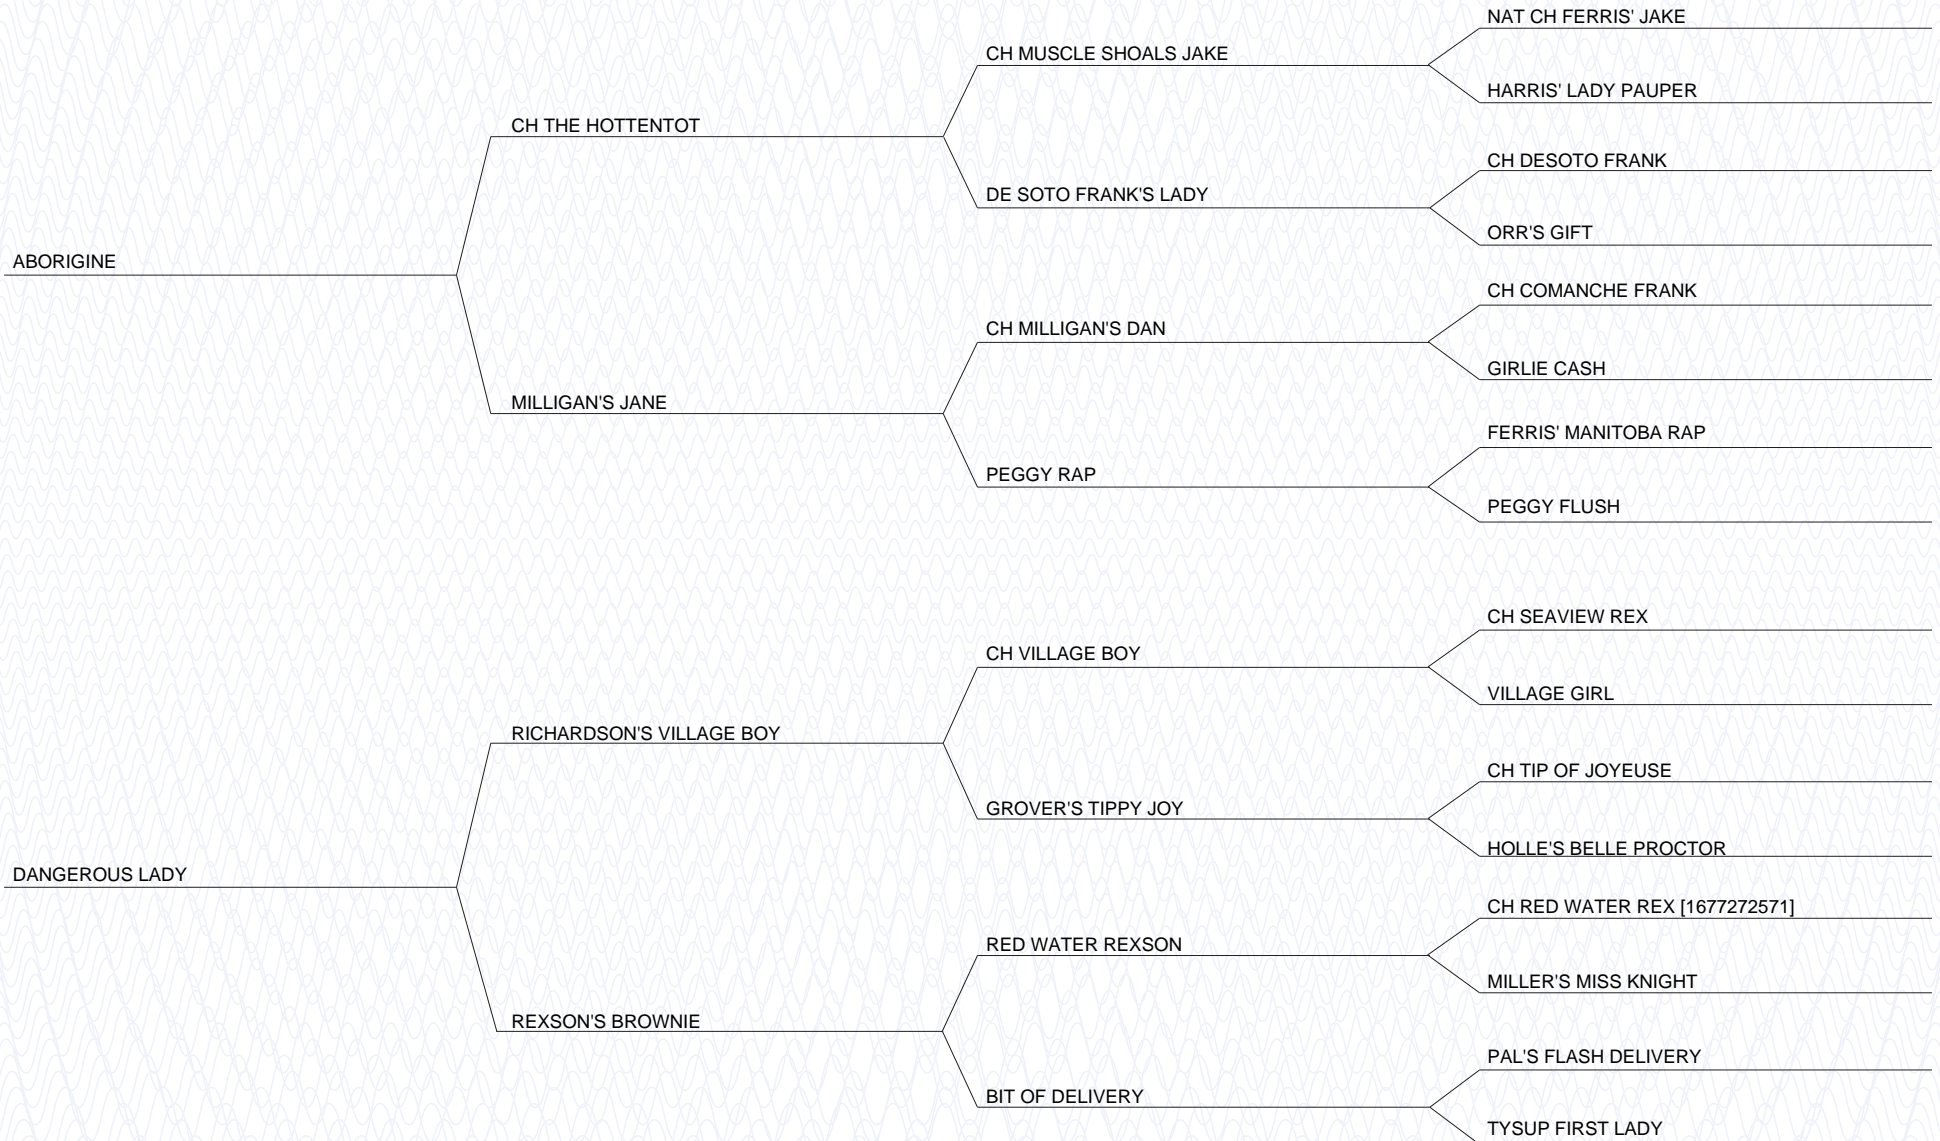 NAT CH FERRIS' JAKE
CH MUSCLE SHOALS JAKE
HARRIS' LADY PAUPER
CH THE HOTTENTOT
CH DESOTO FRANK
DE SOTO FRANK'S LADY
ORR'S GIFT
ABORIGINE
CH COMANCHE FRANK
CH MILLIGAN'S DAN
GIRLIE CASH
MILLIGAN'S JANE
FERRIS' MANITOBA RAP
PEGGY RAP
PEGGY FLUSH
CH SEAVIEW REX
CH VILLAGE BOY
VILLAGE GIRL
RICHARDSON'S VILLAGE BOY
CH TIP OF JOYEUSE
GROVER'S TIPPY JOY
HOLLE'S BELLE PROCTOR
DANGEROUS LADY
CH RED WATER REX [1677272571]
RED WATER REXSON
MILLER'S MISS KNIGHT
REXSON'S BROWNIE
PAL'S FLASH DELIVERY
BIT OF DELIVERY
TYSUP FIRST LADY